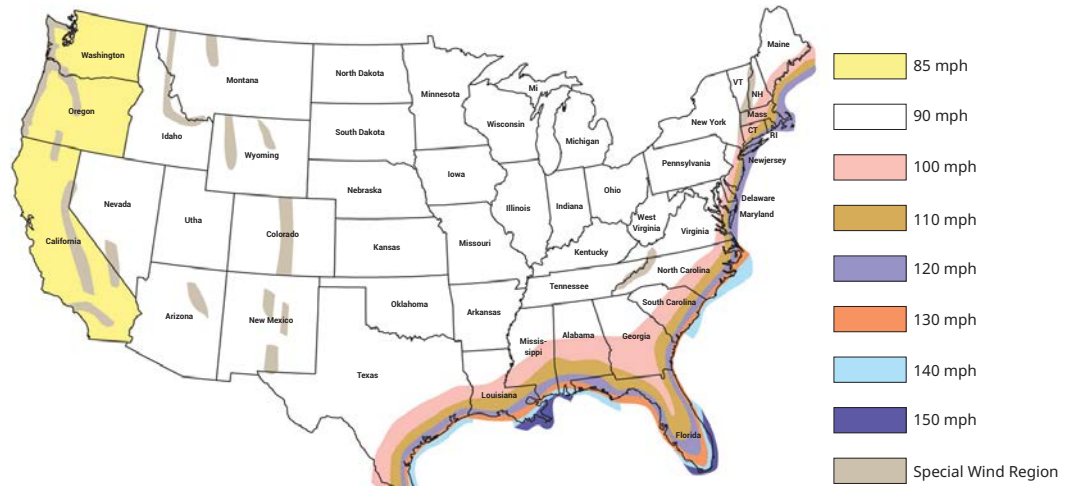 Washington
Oregon
California
Nevada
Idaho
Montana
Wyoming
Utha
Arizona
Colorado
New Mexico
North Dakota
South Dakota
Nebraska
Kansas
Oklahoma
Texas
Minnesota
Iowa
Missouri
Arkansas
Louisiana
Wisconsin
Mi
Michigan
Illinois
Indiana
Ohio
Kentucky
Tennessee
Missis-
sippi
Alabama
Georgia
Florida
South Carolina
North Carolina
Virginia
West
Virginia
Pennsylvania
New York
VT
NH
Maine
Mass
CT
RI
Newjersey
Delaware
Maryland
85 mph
90 mph
100 mph
110 mph
120 mph
130 mph
140 mph
150 mph
Special Wind Region